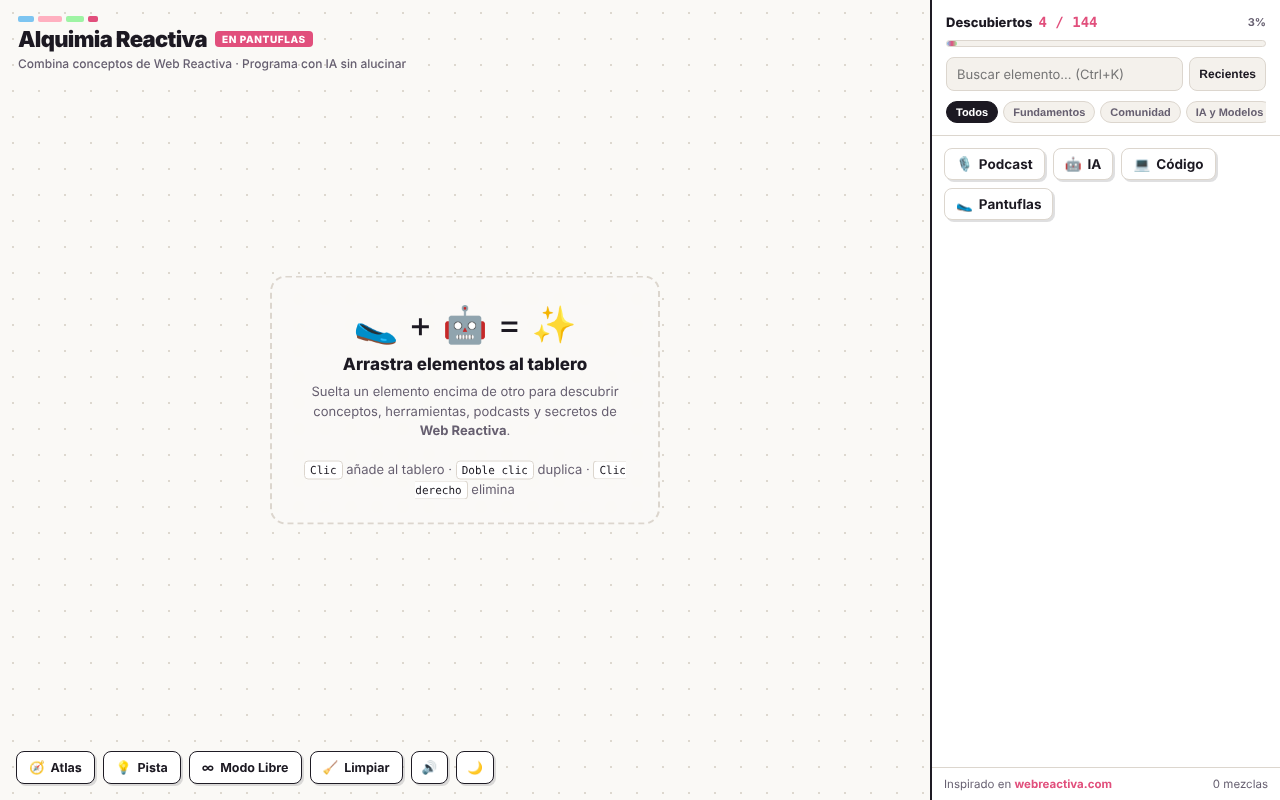 Alquimia Reactiva EN PANTUFLAS
Combina conceptos de Web Reactiva · Programa con IA sin alucinar
+ =
Arrastra elementos al tablero
Suelta un elemento encima de otro para descubrir
conceptos, herramientas, podcasts y secretos de
Web Reactiva.
Clic añade al tablero · Doble clic duplica · Clic
derecho elimina
Atlas Pista ∞ Modo Libre Limpiar
Descubiertos 4 / 144 3%
Buscar elemento... (Ctrl+K) Recientes
Todos Fundamentos Comunidad IA y Modelos
Podcast IA Código
Pantuflas
Inspirado en webreactiva.com 0 mezclas